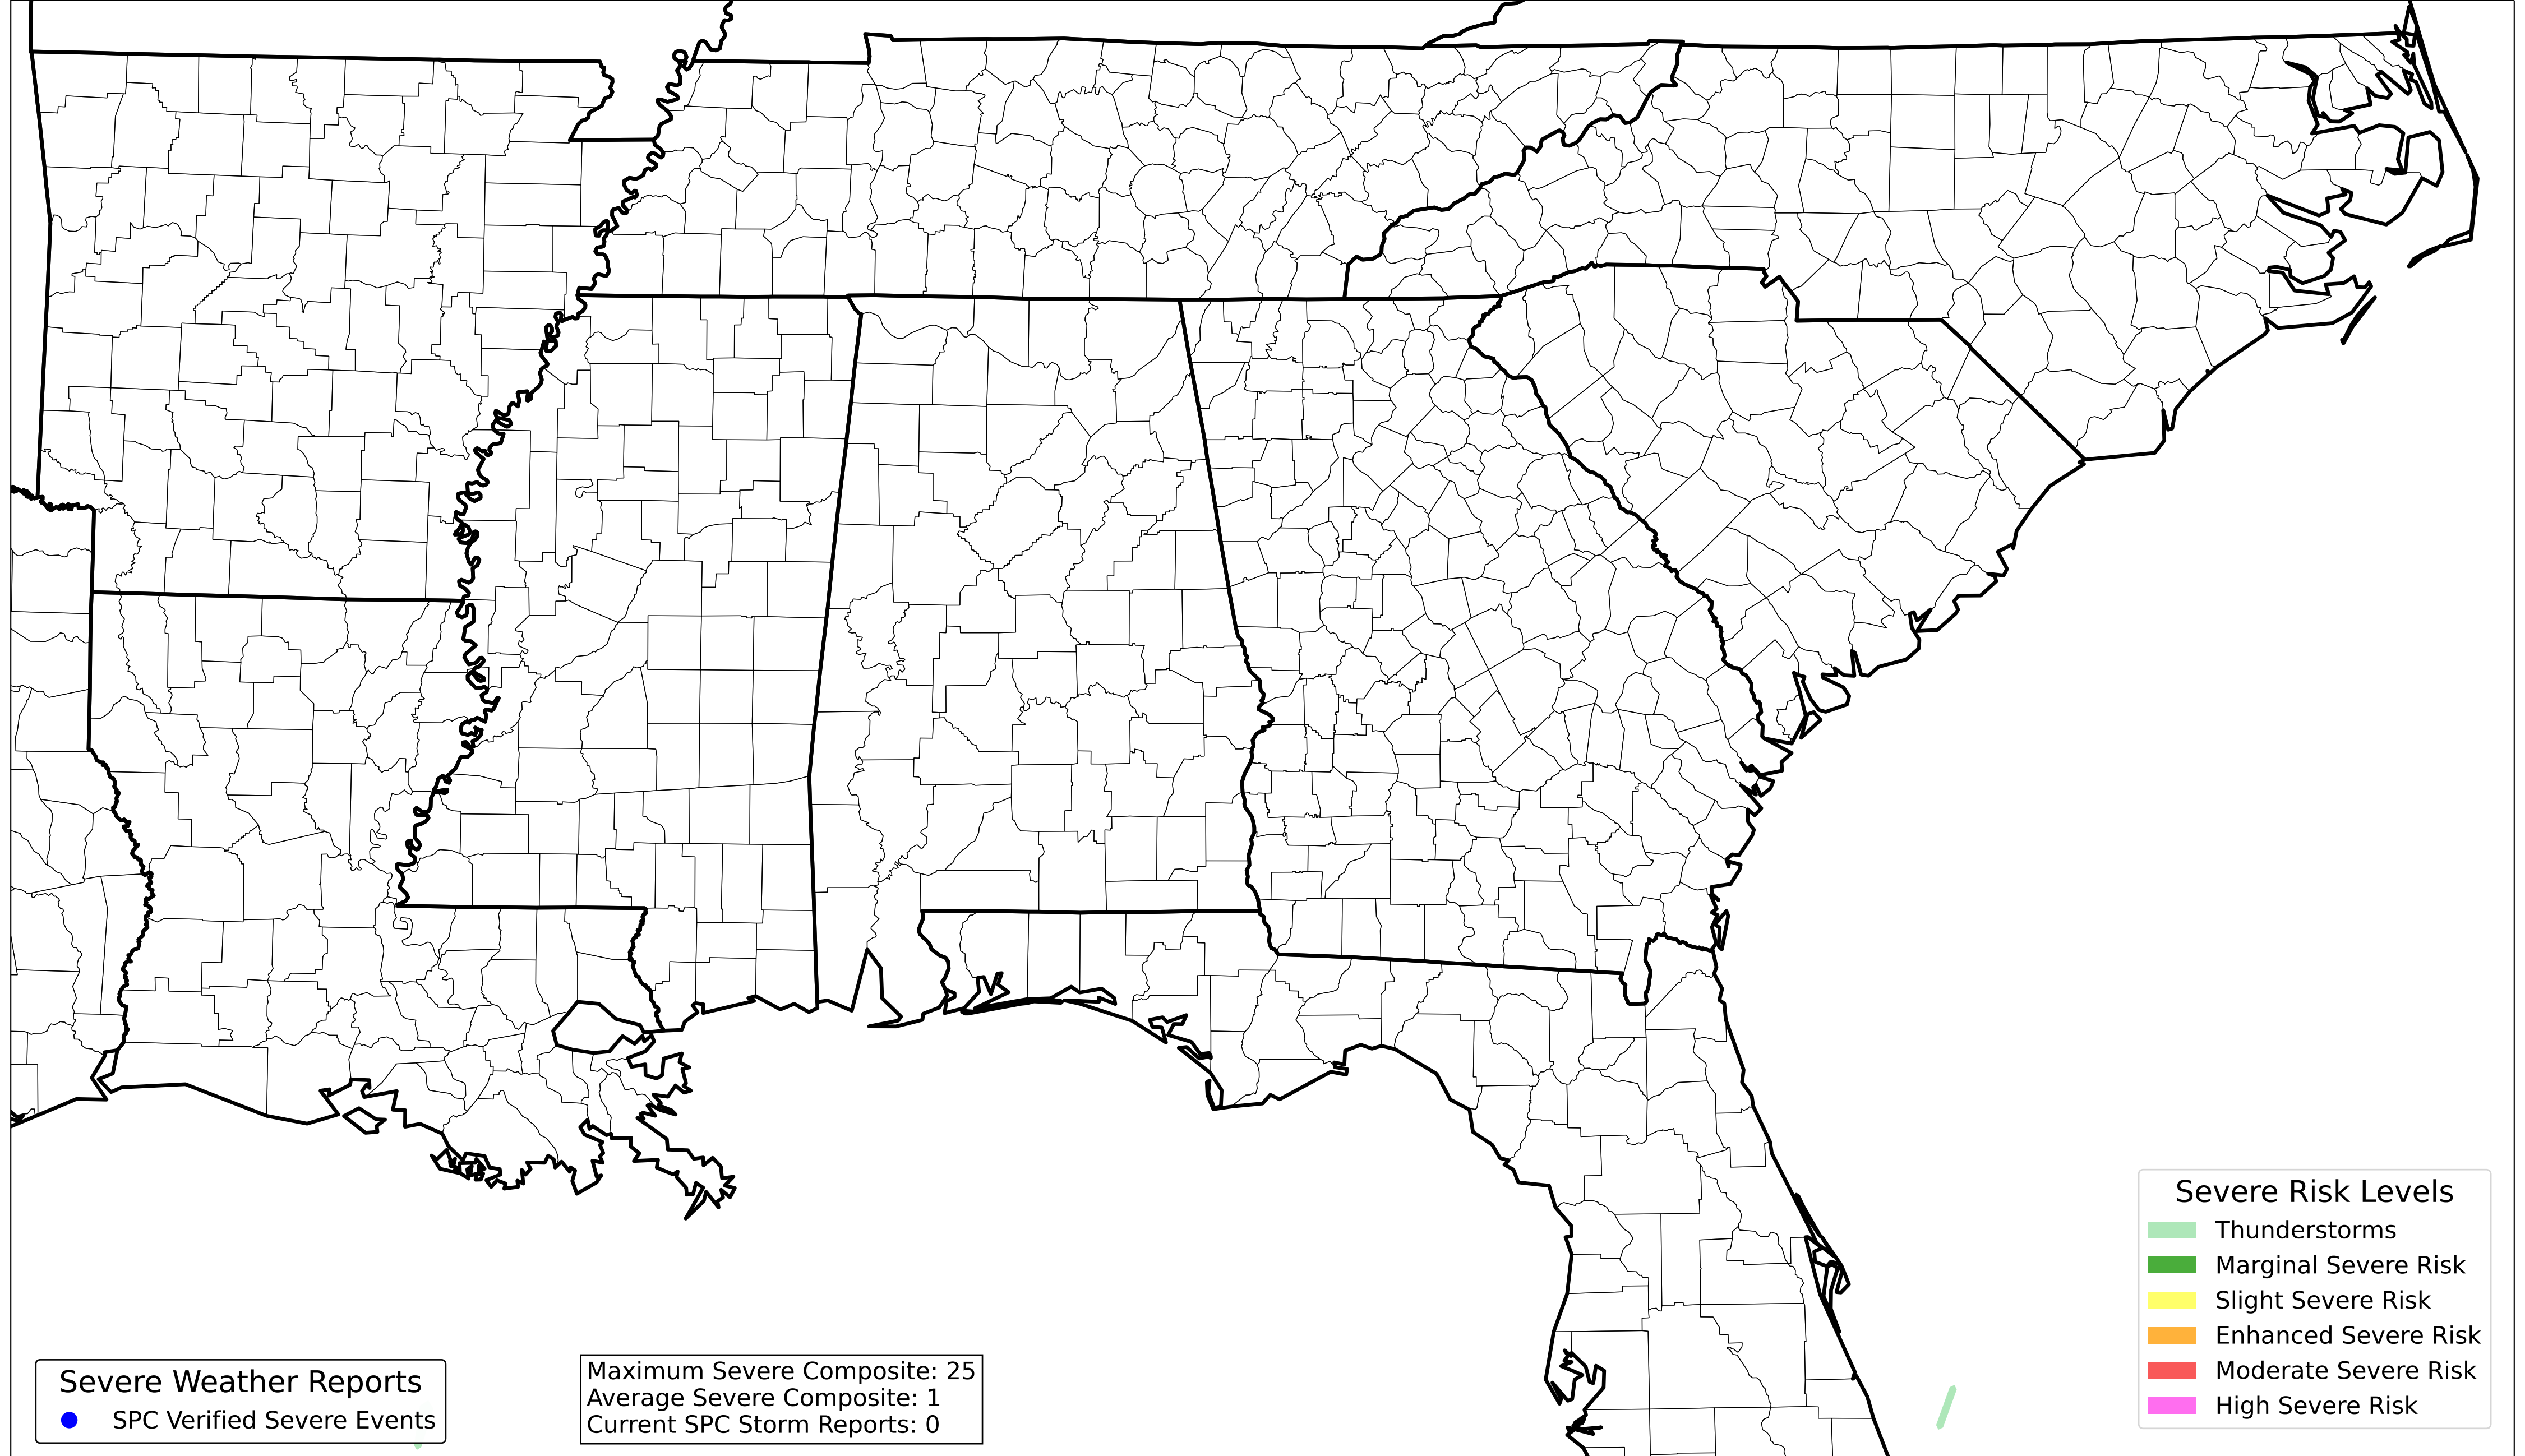 Severe Weather Reports
SPC Verified Severe Events
Maximum Severe Composite: 25
Average Severe Composite: 1
Current SPC Storm Reports: 0
Severe Risk Levels
Thunderstorms
Marginal Severe Risk
Slight Severe Risk
Enhanced Severe Risk
Moderate Severe Risk
High Severe Risk